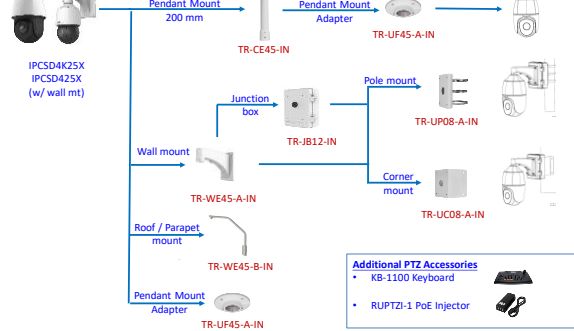 Pendant Mount
200 mm
TR-CE45-IN
Pendant Mount
Adapter
TR-UF45-A-IN
IPCSD4K25X
IPCSD425X
(w/ wall mt)
Junction
box
TR-JB12-IN
Pole mount
TR-UP08-A-IN
Wall mount
TR-WE45-A-IN
Corner
mount
TR-UC08-A-IN
Roof / Parapet
mount
TR-WE45-B-IN
Pendant Mount
Adapter
TR-UF45-A-IN
Additional PTZ Accessories
• KB-1100 Keyboard
• RUPTZI-1 PoE Injector